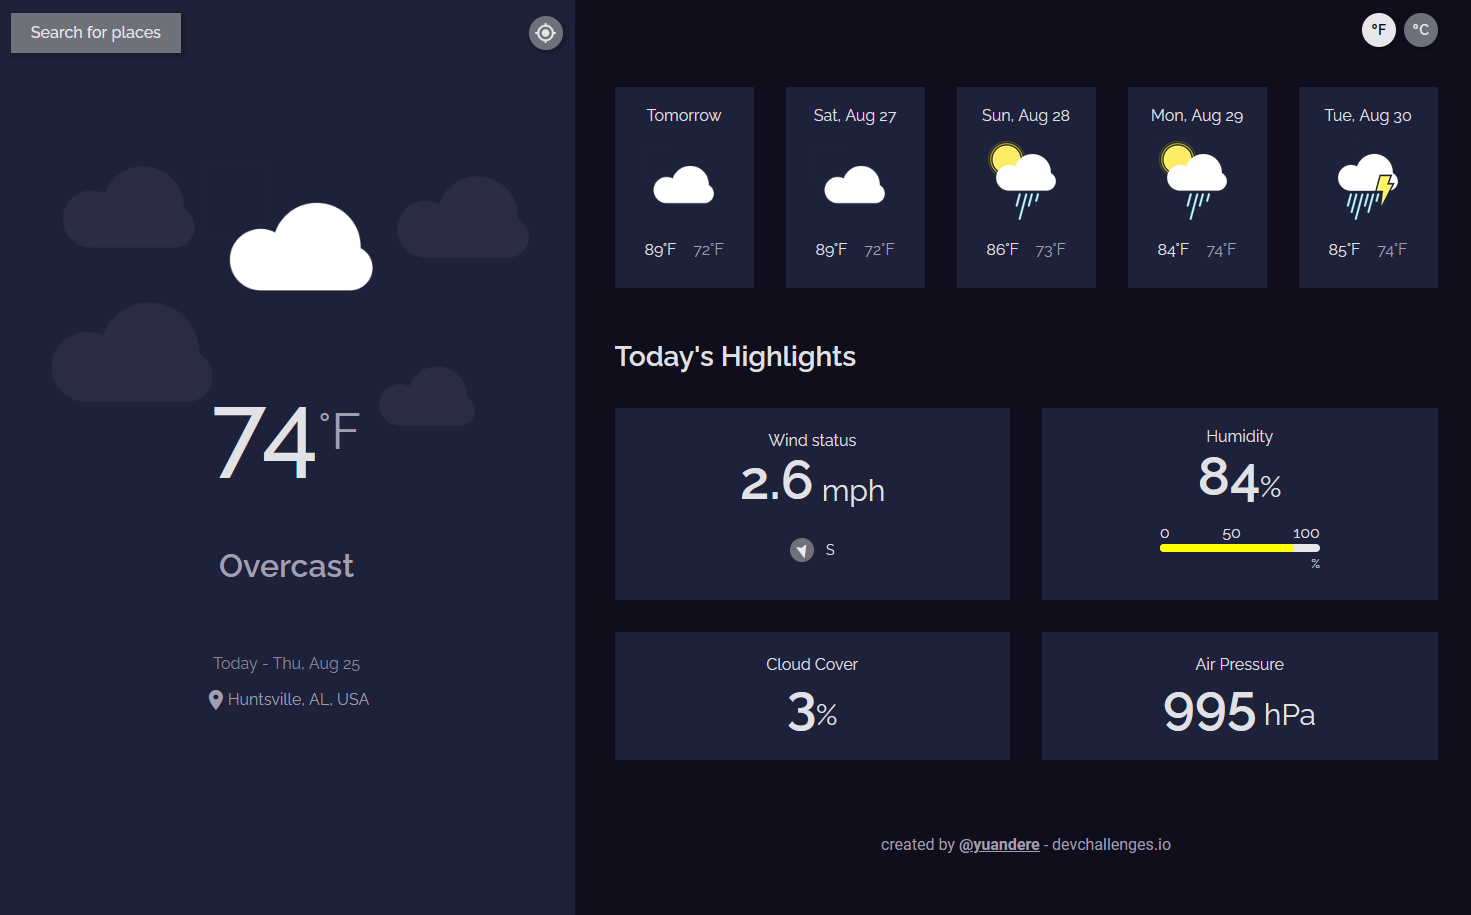 Search for places
74°F
Overcast
Today - Thu, Aug 25
Huntsville, AL, USA
°F °C
Tomorrow
89°F 72°F
Sat, Aug 27
89°F 72°F
Sun, Aug 28
86°F 73°F
Mon, Aug 29
84°F 74°F
Tue, Aug 30
85°F 74°F
Today's Highlights
Wind status
2.6 mph
S
Humidity
84%
0 50 100
%
Cloud Cover
3%
Air Pressure
995 hPa
created by @yuandere - devchallenges.io